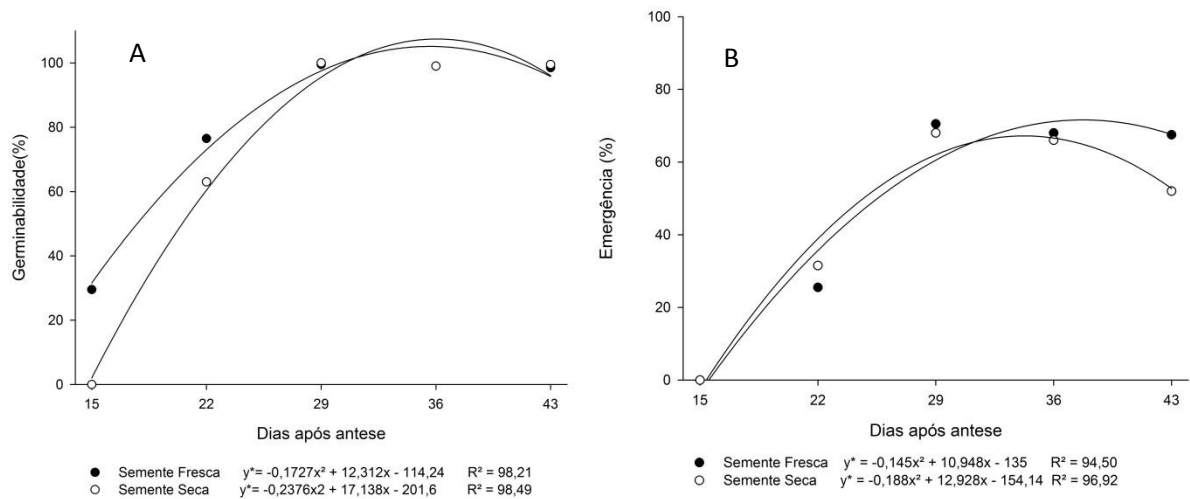 A
Germinabilidade(%)
100
80
60
40
20
0
15 22 29 36 43
Dias após antese
Semente Fresca y*= -0,1727x² + 12,312x - 114,24 R² = 98,21
Semente Seca y*= -0,2376x2 + 17,138x - 201,6 R² = 98,49
B
Emergência (%)
100
80
60
40
20
0
15 22 29 36 43
Dias após antese
Semente Fresca y* = -0,145x² + 10,948x - 135 R² = 94,50
Semente Seca y* = -0,188x² + 12,928x - 154,14 R² = 96,92